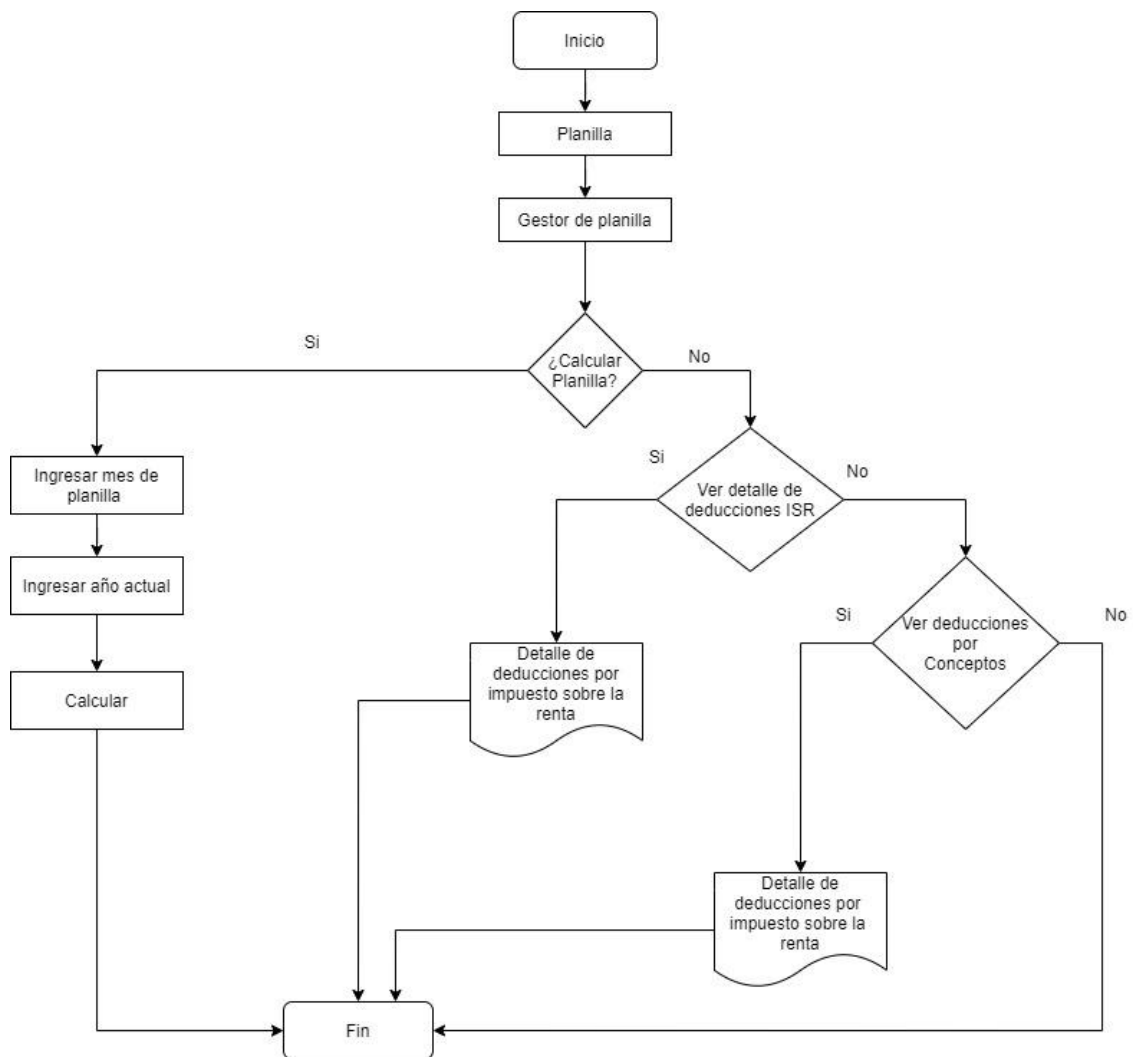 Inicio
Planilla
Gestor de planilla
Si
¿Calcular
Planilla?
No
Ingresar mes de
planilla
Ingresar año actual
Calcular
Si
Ver detalle de
deducciones ISR
No
Detalle de
deducciones por
impuesto sobre la
renta
Si
Ver deducciones
por
Conceptos
No
Detalle de
deducciones por
impuesto sobre la
renta
Fin